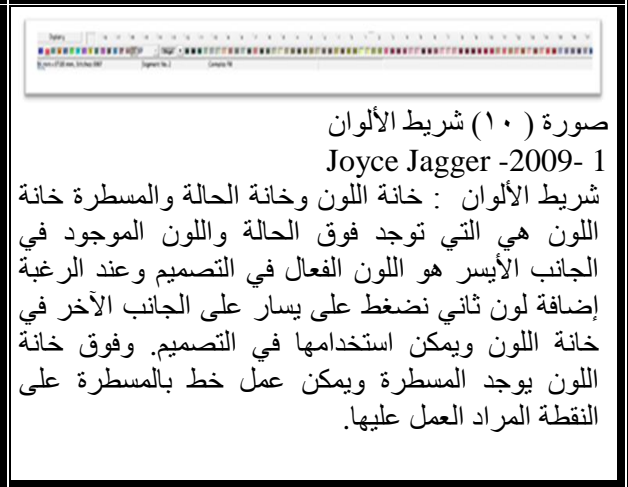 صورة ( ١٠ ) شريط الألوان
Joyce Jagger -2009- 1
شريط الألوان : خانة اللون وخانة الحالة والمسطرة خانة
اللون هي التي توجد فوق الحالة واللون الموجود في
الجانب الأيسر هو اللون الفعال في التصميم وعند الرغبة
إضافة لون ثاني نضغط على يسار على الجانب الآخر في
خانة اللون ويمكن استخدامها في التصميم. وفوق خانة
اللون يوجد المسطرة ويمكن عمل خط بالمسطرة على
النقطة المراد العمل عليها.